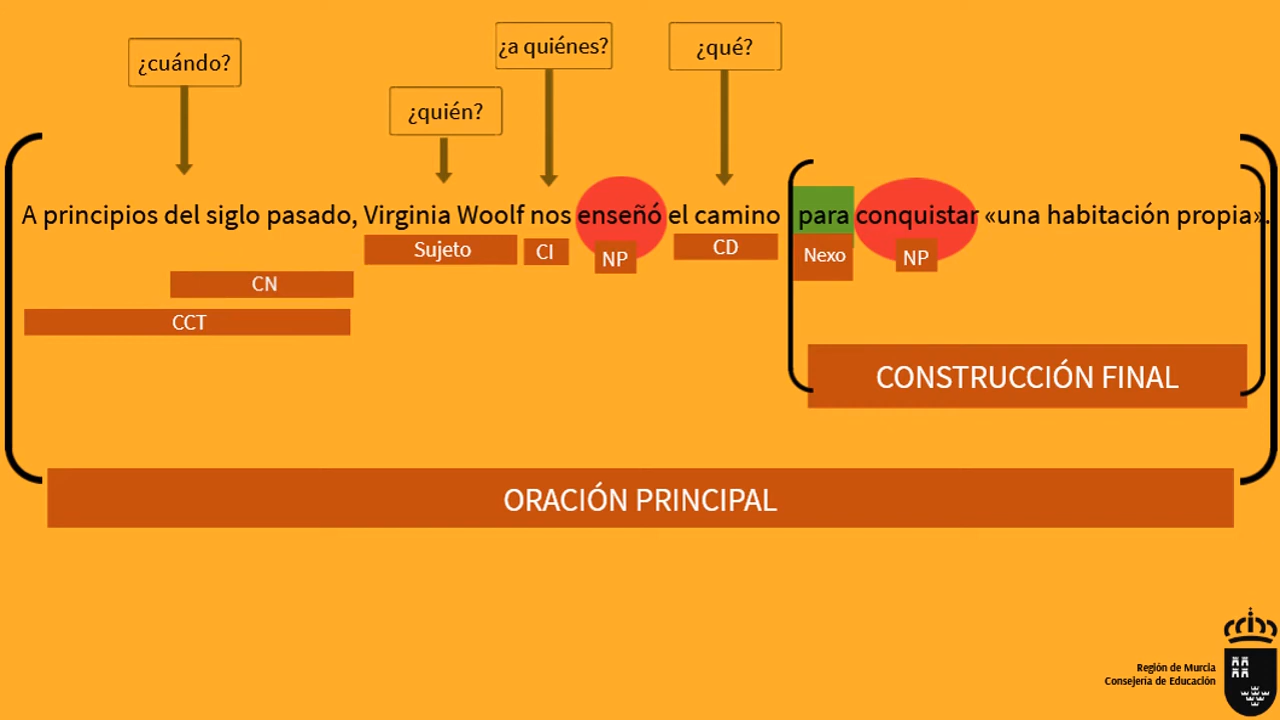 ¿cuándo?
¿quién?
¿a quiénes?
¿qué?
A principios del siglo pasado, Virginia Woolf nos enseñó el camino para conquistar «una habitación propia».
Sujeto
CI
NP
CD
Nexo
NP
CN
CCT
CONSTRUCCIÓN FINAL
ORACIÓN PRINCIPAL
Región de Murcia
Consejería de Educación